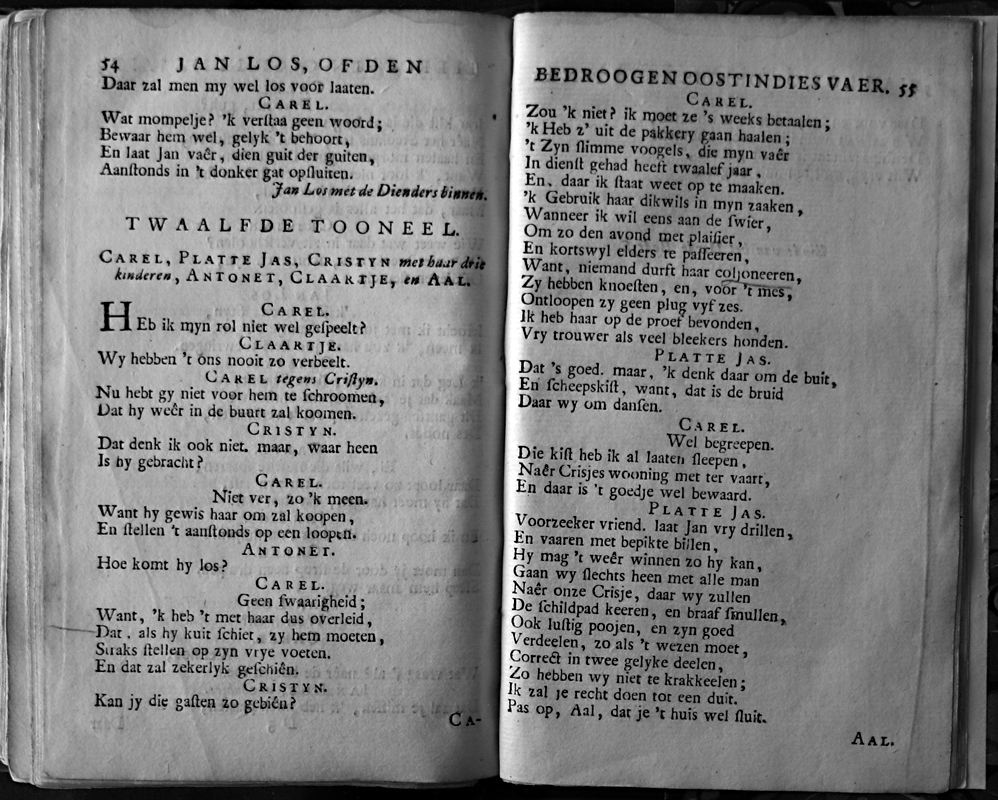 54 JAN LOS, OF DEN
Daar zal men my wel los voor laaten.
CAREL.
Wat mompelje? 'k verſtaa geen woord;
Bewaar hem wel, gelyk 't behoort,
En laat Jan vaêr, dien guit der guiten,
Aanſtonds in 't donker gat opſluiten.
Jan Los met de Dienders binnen.
TWAALFDE TOONEEL.
CAREL, PLATTE JAS, CRISTYN met haar drie
kinderen, ANTONET, CLAARTJE, en AAL.
CAREL.
HEb ik myn rol niet wel geſpeelt?
CLAARTJE.
Wy hebben 't ons nooit zo verbeelt.
CAREL tegens Criſtyn.
Nu hebt gy niet voor hem te ſchroomen,
Dat hy weêr in de buurt zal koomen.
CRISTYN.
Dat denk ik ook niet. maar, waar heen
Is hy gebracht?
CAREL.
Niet ver, zo 'k meen.
Want hy gewis haar om zal koopen,
En ſtellen 't aanſtonds op een loopen.
ANTONET.
Hoe komt hy los?
CAREL.
Geen ſwaarigheid;
Want, 'k heb 't met haar dus overleid,
Dat, als hy kuit ſchiet, zy hem moeten,
Straks ſtellen op zyn vrye voeten.
En dat zal zekerlyk geſchiên.
CRISTYN.
Kan jy die gaſten zo gebiên?
CA-
BEDROOGEN OOSTINDIES VAER. 55
CAREL.
Zou 'k niet? ik moet ze 's weeks betaalen;
'k Heb z' uit de pakkery gaan haalen;
't Zyn ſlimme voogels, die myn vaêr
In dienſt gehad heeft twaalef jaar,
En, daar ik ſtaat weet op te maaken.
'k Gebruik haar dikwils in myn zaaken,
Wanneer ik wil eens aan de ſwier,
Om zo den avond met plaiſier,
En kortswyl elders te paſſeeren,
Want, niemand durft haar coljoneeren,
Zy hebben knoeſten, en, voor 't mes,
Ontloopen zy geen plug vyf zes.
Ik heb haar op de proef bevonden,
Vry trouwer als veel bleekers honden.
PLATTE JAS.
Dat 's goed. maar, 'k denk daar om de buit,
En ſcheepskiſt, want, dat is de bruid
Daar wy om danſen.
CAREL.
Wel begreepen.
Die kiſt heb ik al laaten ſleepen,
Naêr Crisjes wooning met ter vaart,
En daar is 't goedje wel bewaard.
PLATTE JAS.
Voorzeeker vriend. laat Jan vry drillen,
En vaaren met bepikte billen,
Hy mag 't weêr winnen zo hy kan,
Gaan wy ſlechts heen met alle man
Naêr onze Crisje, daar wy zullen
De ſchildpad keeren, en braaf ſmullen,
Ook luſtig poojen, en zyn goed
Verdeelen, zo als 't wezen moet,
Correct in twee gelyke deelen,
Zo hebben wy niet te krakkeelen;
Ik zal je recht doen tot een duit.
Pas op, Aal, dat je 't huis wel ſluit.
AAL.